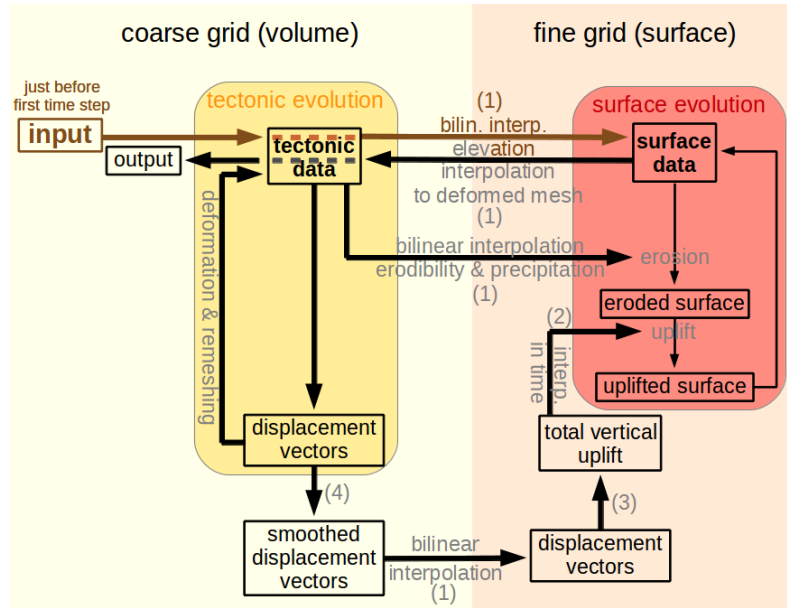 coarse grid (volume)
fine grid (surface)
just before
first time step
input
output
tectonic evolution
tectonic
data
(1)
bilin. interp.
elevation
interpolation
to deformed mesh
(1)
surface evolution
surface
data
bilinear interpolation
erodibility & precipitation
(1)
erosion
eroded surface
(2)
uplift
interp.
in time
uplifted surface
deformation & remeshing
displacement
vectors
total vertical
uplift
(4)
(3)
smoothed
displacement
vectors
bilinear
interpolation
(1)
displacement
vectors